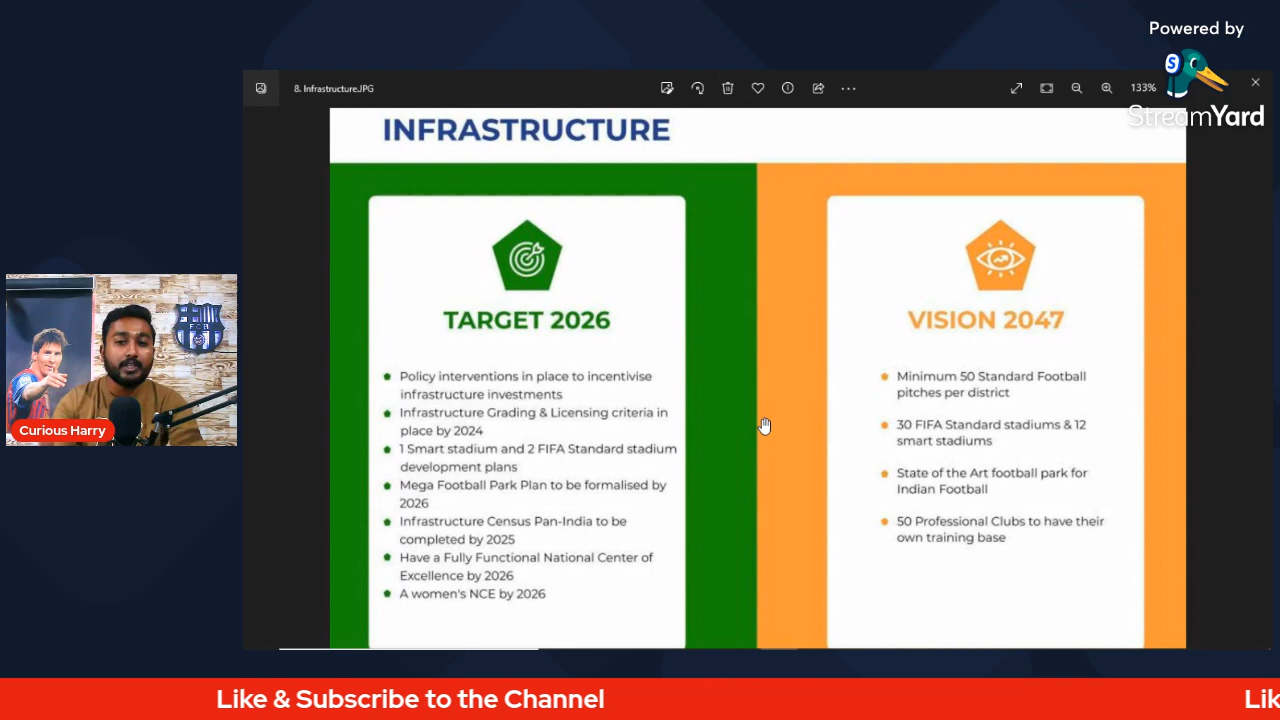 Powered by
S
StreamYard
8. Infrastructure.JPG
133%
INFRASTRUCTURE
TARGET 2026
Policy interventions in place to incentivise
infrastructure investments
Infrastructure Grading & Licensing criteria in
place by 2024
1 Smart stadium and 2 FIFA Standard stadium
development plans
Mega Football Park Plan to be formalised by
2026
Infrastructure Census Pan-India to be
completed by 2025
Have a Fully Functional National Center of
Excellence by 2026
A women's NCE by 2026
VISION 2047
Minimum 50 Standard Football
pitches per district
30 FIFA Standard stadiums & 12
smart stadiums
State of the Art football park for
Indian Football
50 Professional Clubs to have their
own training base
FCB
Curious Harry
Like & Subscribe to the Channel
Lik